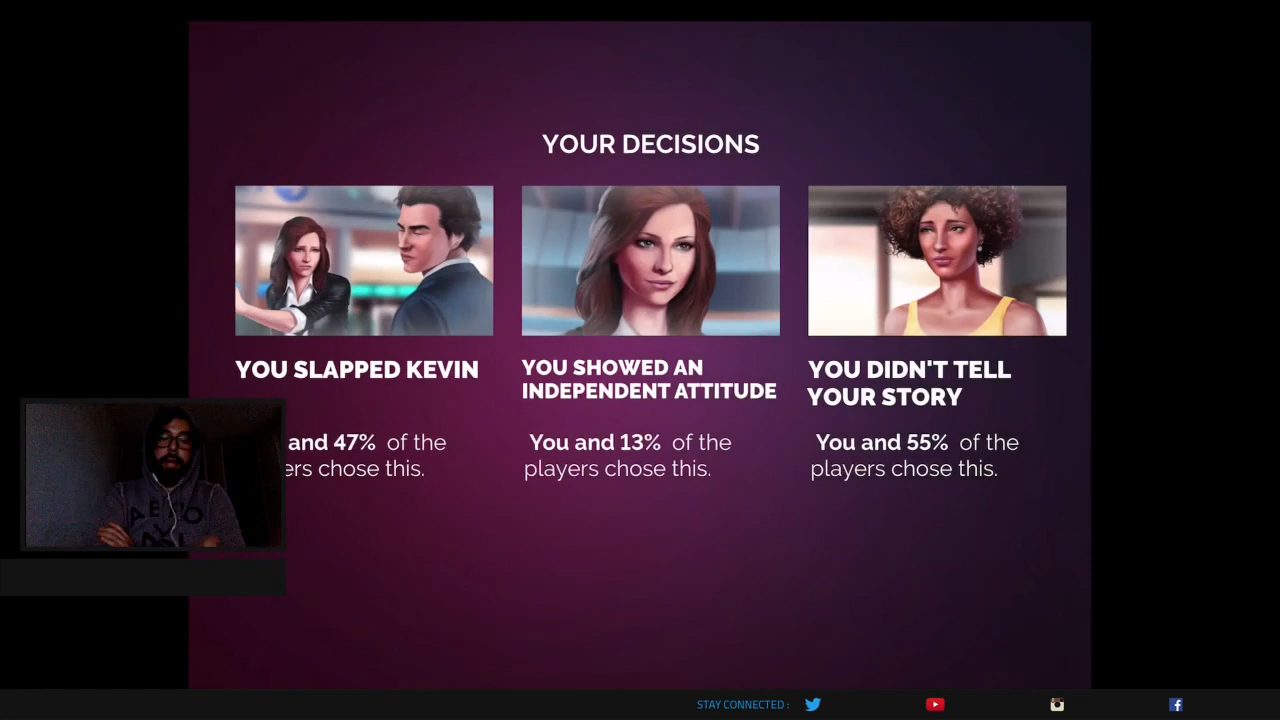 YOUR DECISIONS
YOU SLAPPED KEVIN
and 47% of the
ers chose this.
YOU SHOWED AN
INDEPENDENT ATTITUDE
You and 13% of the
players chose this.
YOU DIDN'T TELL
YOUR STORY
You and 55% of the
players chose this.
STAY CONNECTED :